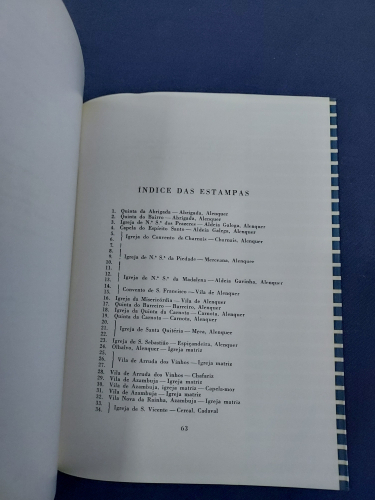 ÍNDICE DAS ESTAMPAS
1. Quinta da Abrigada — Abrigada, Alenquer
2. Quinta do Bairro — Abrigada, Alenquer
3. Igreja de N.ª S.ª dos Prazeres — Aldeia Galega, Alenquer
4. Capela do Espírito Santo — Aldeia Galega, Alenquer
5.
6. Igreja do Convento de Charnais — Charnais, Alenquer
7.
8.
9. Igreja de N.ª S.ª da Piedade — Merceana, Alenquer
10.
11.
12.
13. Igreja de N.ª S.ª da Madalena — Aldeia Gavinha, Alenquer
14.
15. Convento de S. Francisco — Vila de Alenquer
16. Igreja da Misericórdia — Vila de Alenquer
17. Quinta do Barreiro — Barreiro, Alenquer
18. Igreja da Quinta da Carnota — Carnota, Alenquer
19. Quinta da Carnota — Carnota, Alenquer
20.
21. Igreja de Santa Quitéria — Meca, Alenquer
22.
23. Igreja de S. Sebastião — Espiçandeira, Alenquer
24. Olhalvo, Alenquer — Igreja matriz
25.
26. Vila de Arruda dos Vinhos — Igreja matriz
27.
28. Vila de Arruda dos Vinhos — Chafariz
29. Vila de Azambuja — Igreja matriz
30. Vila de Azambuja, igreja matriz — Capela-mor
31. Vila de Azambuja — Igreja matriz
32. Vila Nova da Rainha, Azambuja — Igreja matriz
33.
34. Igreja de S. Vicente — Cercal, Cadaval
63